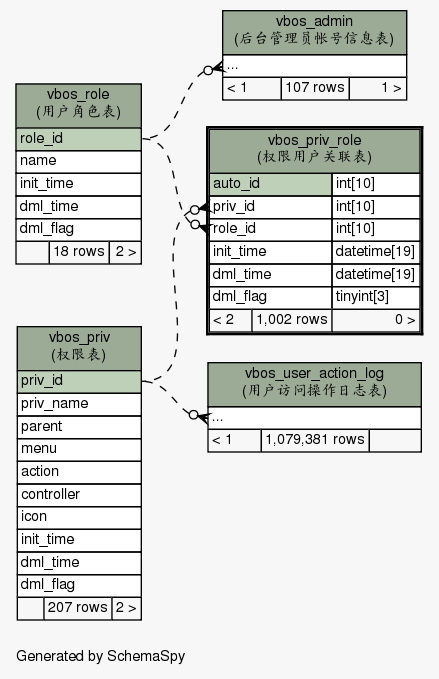 vbos_admin
(后台管理员帐号信息表)
...
< 1 107 rows 1 >
vbos_role
(用户角色表)
role_id
name
init_time
dml_time
dml_flag
18 rows 2 >
vbos_priv_role
(权限用户关联表)
auto_id int[10]
priv_id int[10]
role_id int[10]
init_time datetime[19]
dml_time datetime[19]
dml_flag tinyint[3]
< 2 1,002 rows 0 >
vbos_priv
(权限表)
priv_id
priv_name
parent
menu
action
controller
icon
init_time
dml_time
dml_flag
207 rows 2 >
vbos_user_action_log
(用户访问操作日志表)
...
< 1 1,079,381 rows
Generated by SchemaSpy